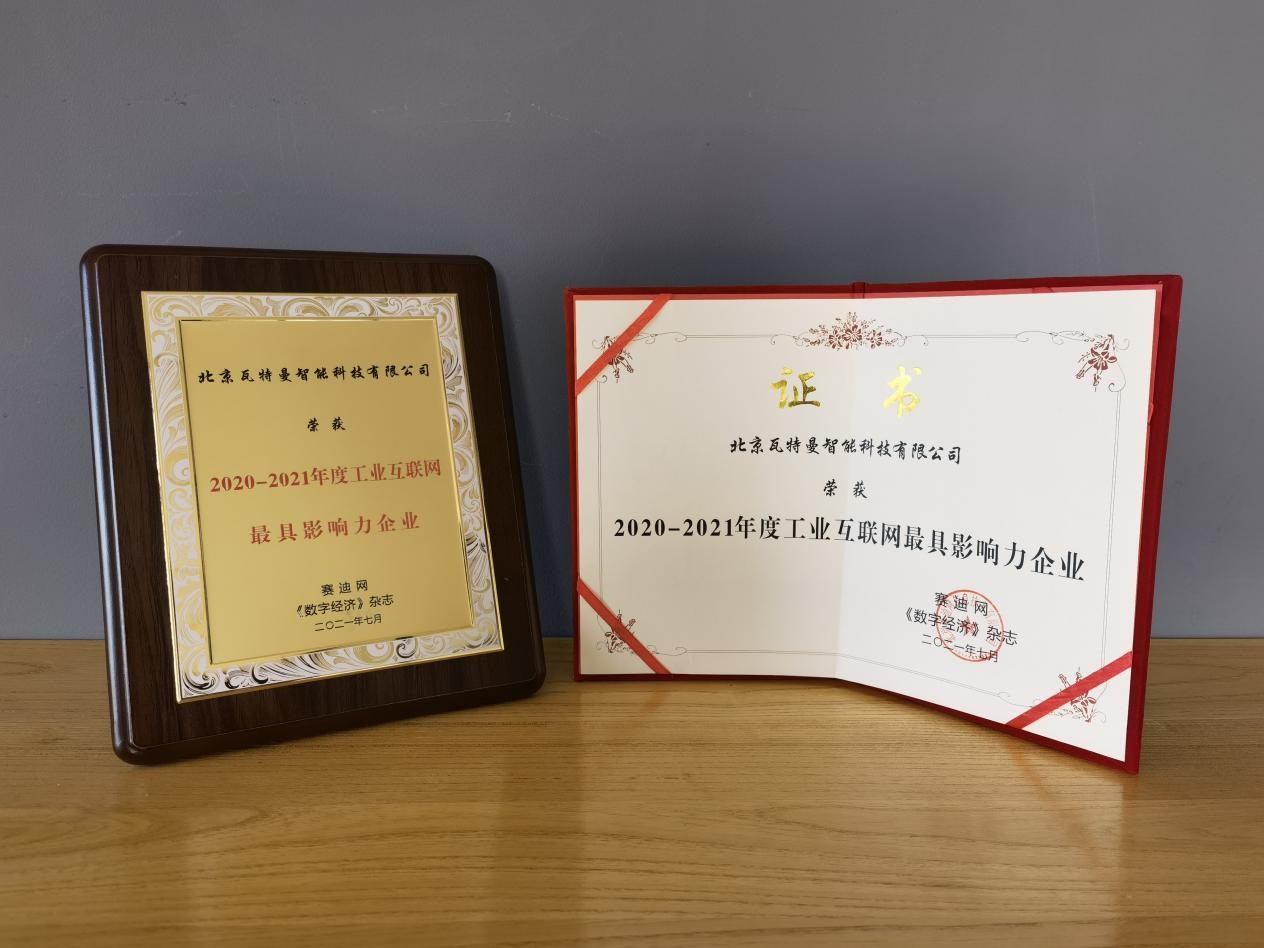 北京瓦特曼智能科技有限公司
荣获
2020-2021年度工业互联网
最具影响力企业
赛迪网
《数字经济》杂志
二〇二一年七月
证书
北京瓦特曼智能科技有限公司
荣获
2020-2021年度工业互联网最具影响力企业
赛迪网
《数字经济》杂志
二〇二一年七月